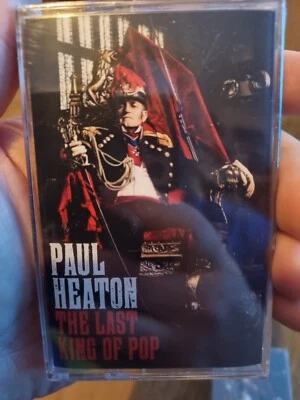 PAUL
HEATON
THE LAST
KING OF POP